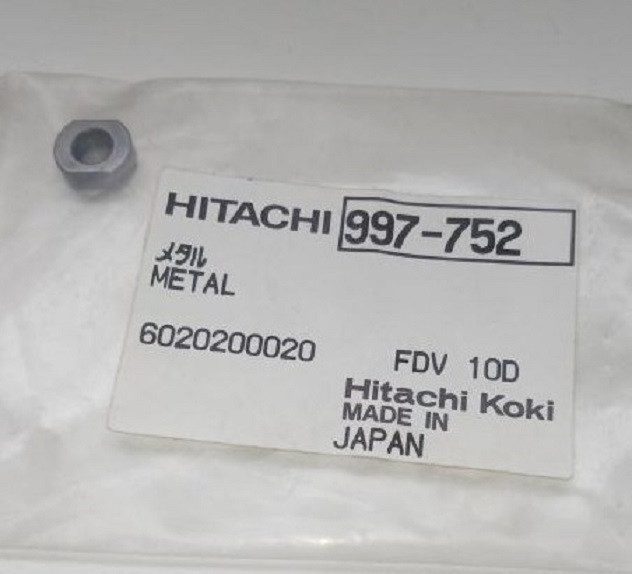 HITACHI 997-752
メタル
METAL
6020200020 FDV 10D
Hitachi Koki
MADE IN
JAPAN